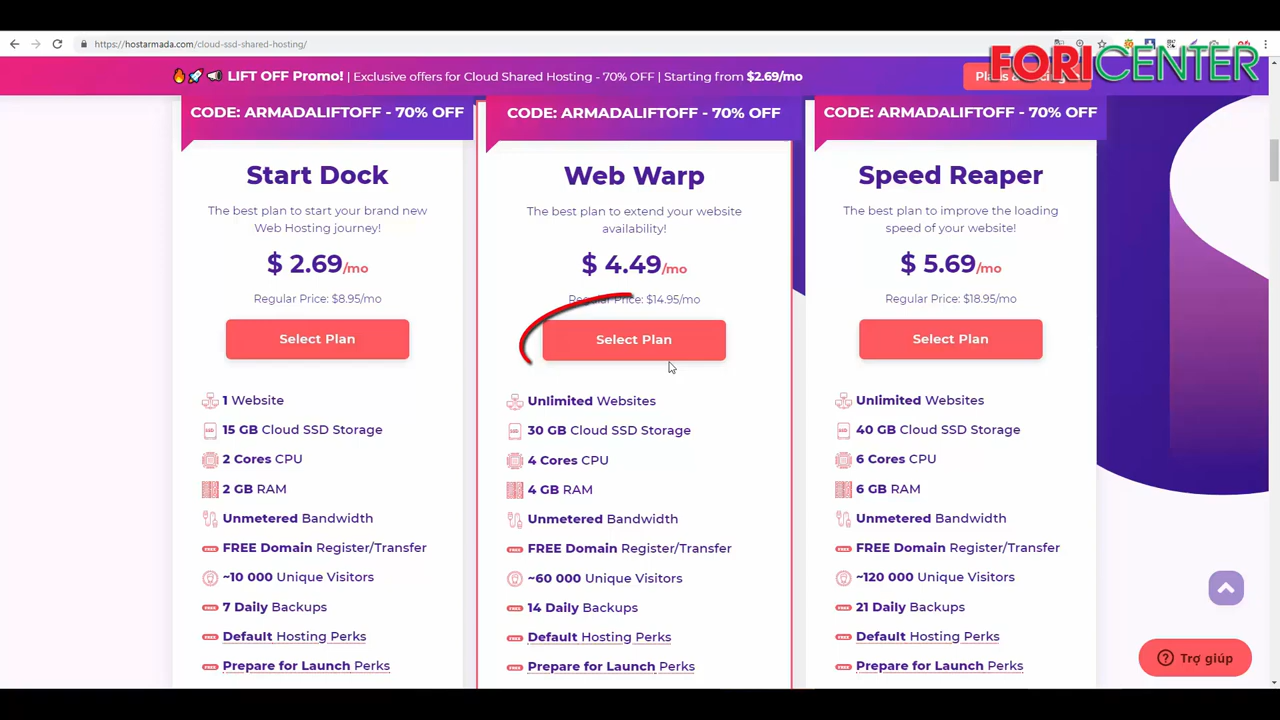 https://hostarmada.com/cloud-ssd-shared-hosting/
FORICENTER
LIFT OFF Promo! | Exclusive offers for Cloud Shared Hosting - 70% OFF | Starting from $2.69/mo
CODE: ARMADALIFTOFF - 70% OFF
Start Dock
The best plan to start your brand new
Web Hosting journey!
$ 2.69/mo
Regular Price: $8.95/mo
Select Plan
1 Website
15 GB Cloud SSD Storage
2 Cores CPU
2 GB RAM
Unmetered Bandwidth
FREE Domain Register/Transfer
~10 000 Unique Visitors
7 Daily Backups
Default Hosting Perks
Prepare for Launch Perks
CODE: ARMADALIFTOFF - 70% OFF
Web Warp
The best plan to extend your website
availability!
$ 4.49/mo
Regular Price: $14.95/mo
Select Plan
Unlimited Websites
30 GB Cloud SSD Storage
4 Cores CPU
4 GB RAM
Unmetered Bandwidth
FREE Domain Register/Transfer
~60 000 Unique Visitors
14 Daily Backups
Default Hosting Perks
Prepare for Launch Perks
CODE: ARMADALIFTOFF - 70% OFF
Speed Reaper
The best plan to improve the loading
speed of your website!
$ 5.69/mo
Regular Price: $18.95/mo
Select Plan
Unlimited Websites
40 GB Cloud SSD Storage
6 Cores CPU
6 GB RAM
Unmetered Bandwidth
FREE Domain Register/Transfer
~120 000 Unique Visitors
21 Daily Backups
Default Hosting Perks
Prepare for Launch Perks
Trợ giúp